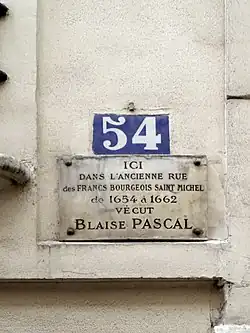 54
ICI
DANS L'ANCIENNE RUE
des FRANCS BOURGEOIS SAINT MICHEL
de 1654 à 1662
VÉCUT
BLAISE PASCAL